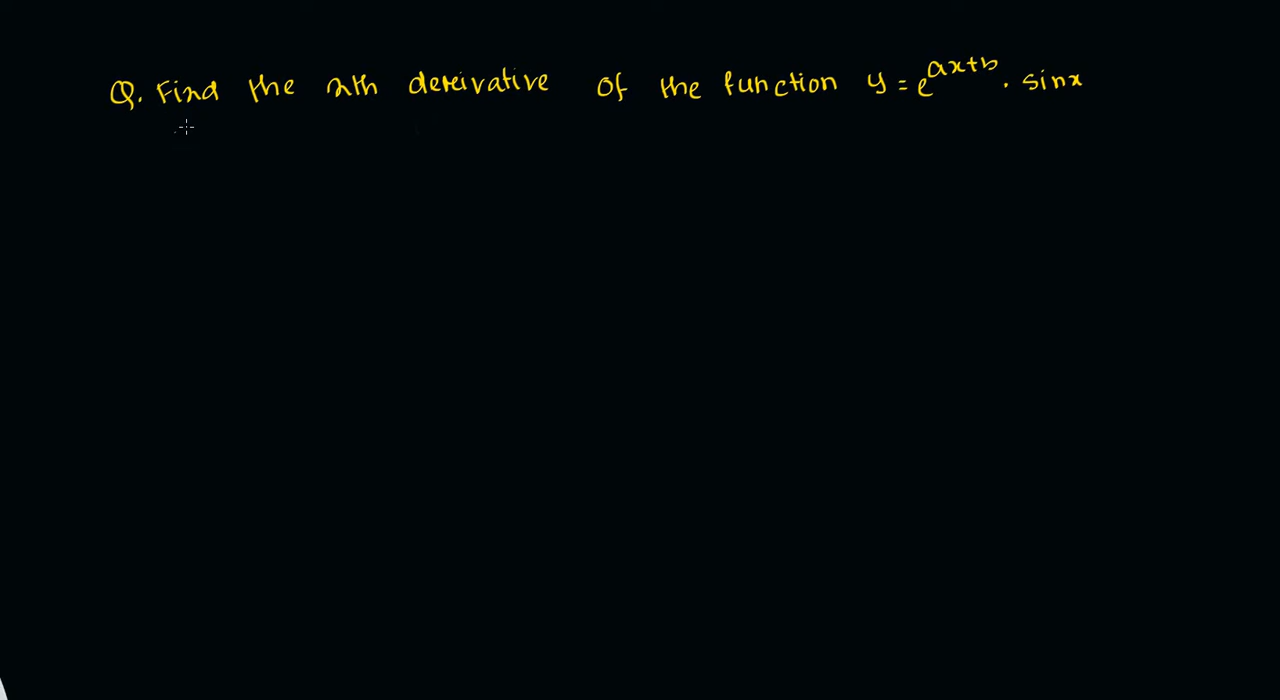 Q. Find the nth derivative of the function y = e^{ax+b} . sinx